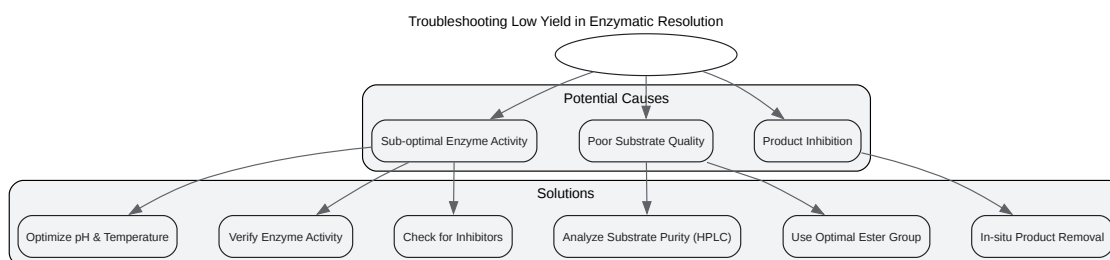 Troubleshooting Low Yield in Enzymatic Resolution
Potential Causes
Sub-optimal Enzyme Activity
Poor Substrate Quality
Product Inhibition
Solutions
Optimize pH & Temperature
Verify Enzyme Activity
Check for Inhibitors
Analyze Substrate Purity (HPLC)
Use Optimal Ester Group
In-situ Product Removal